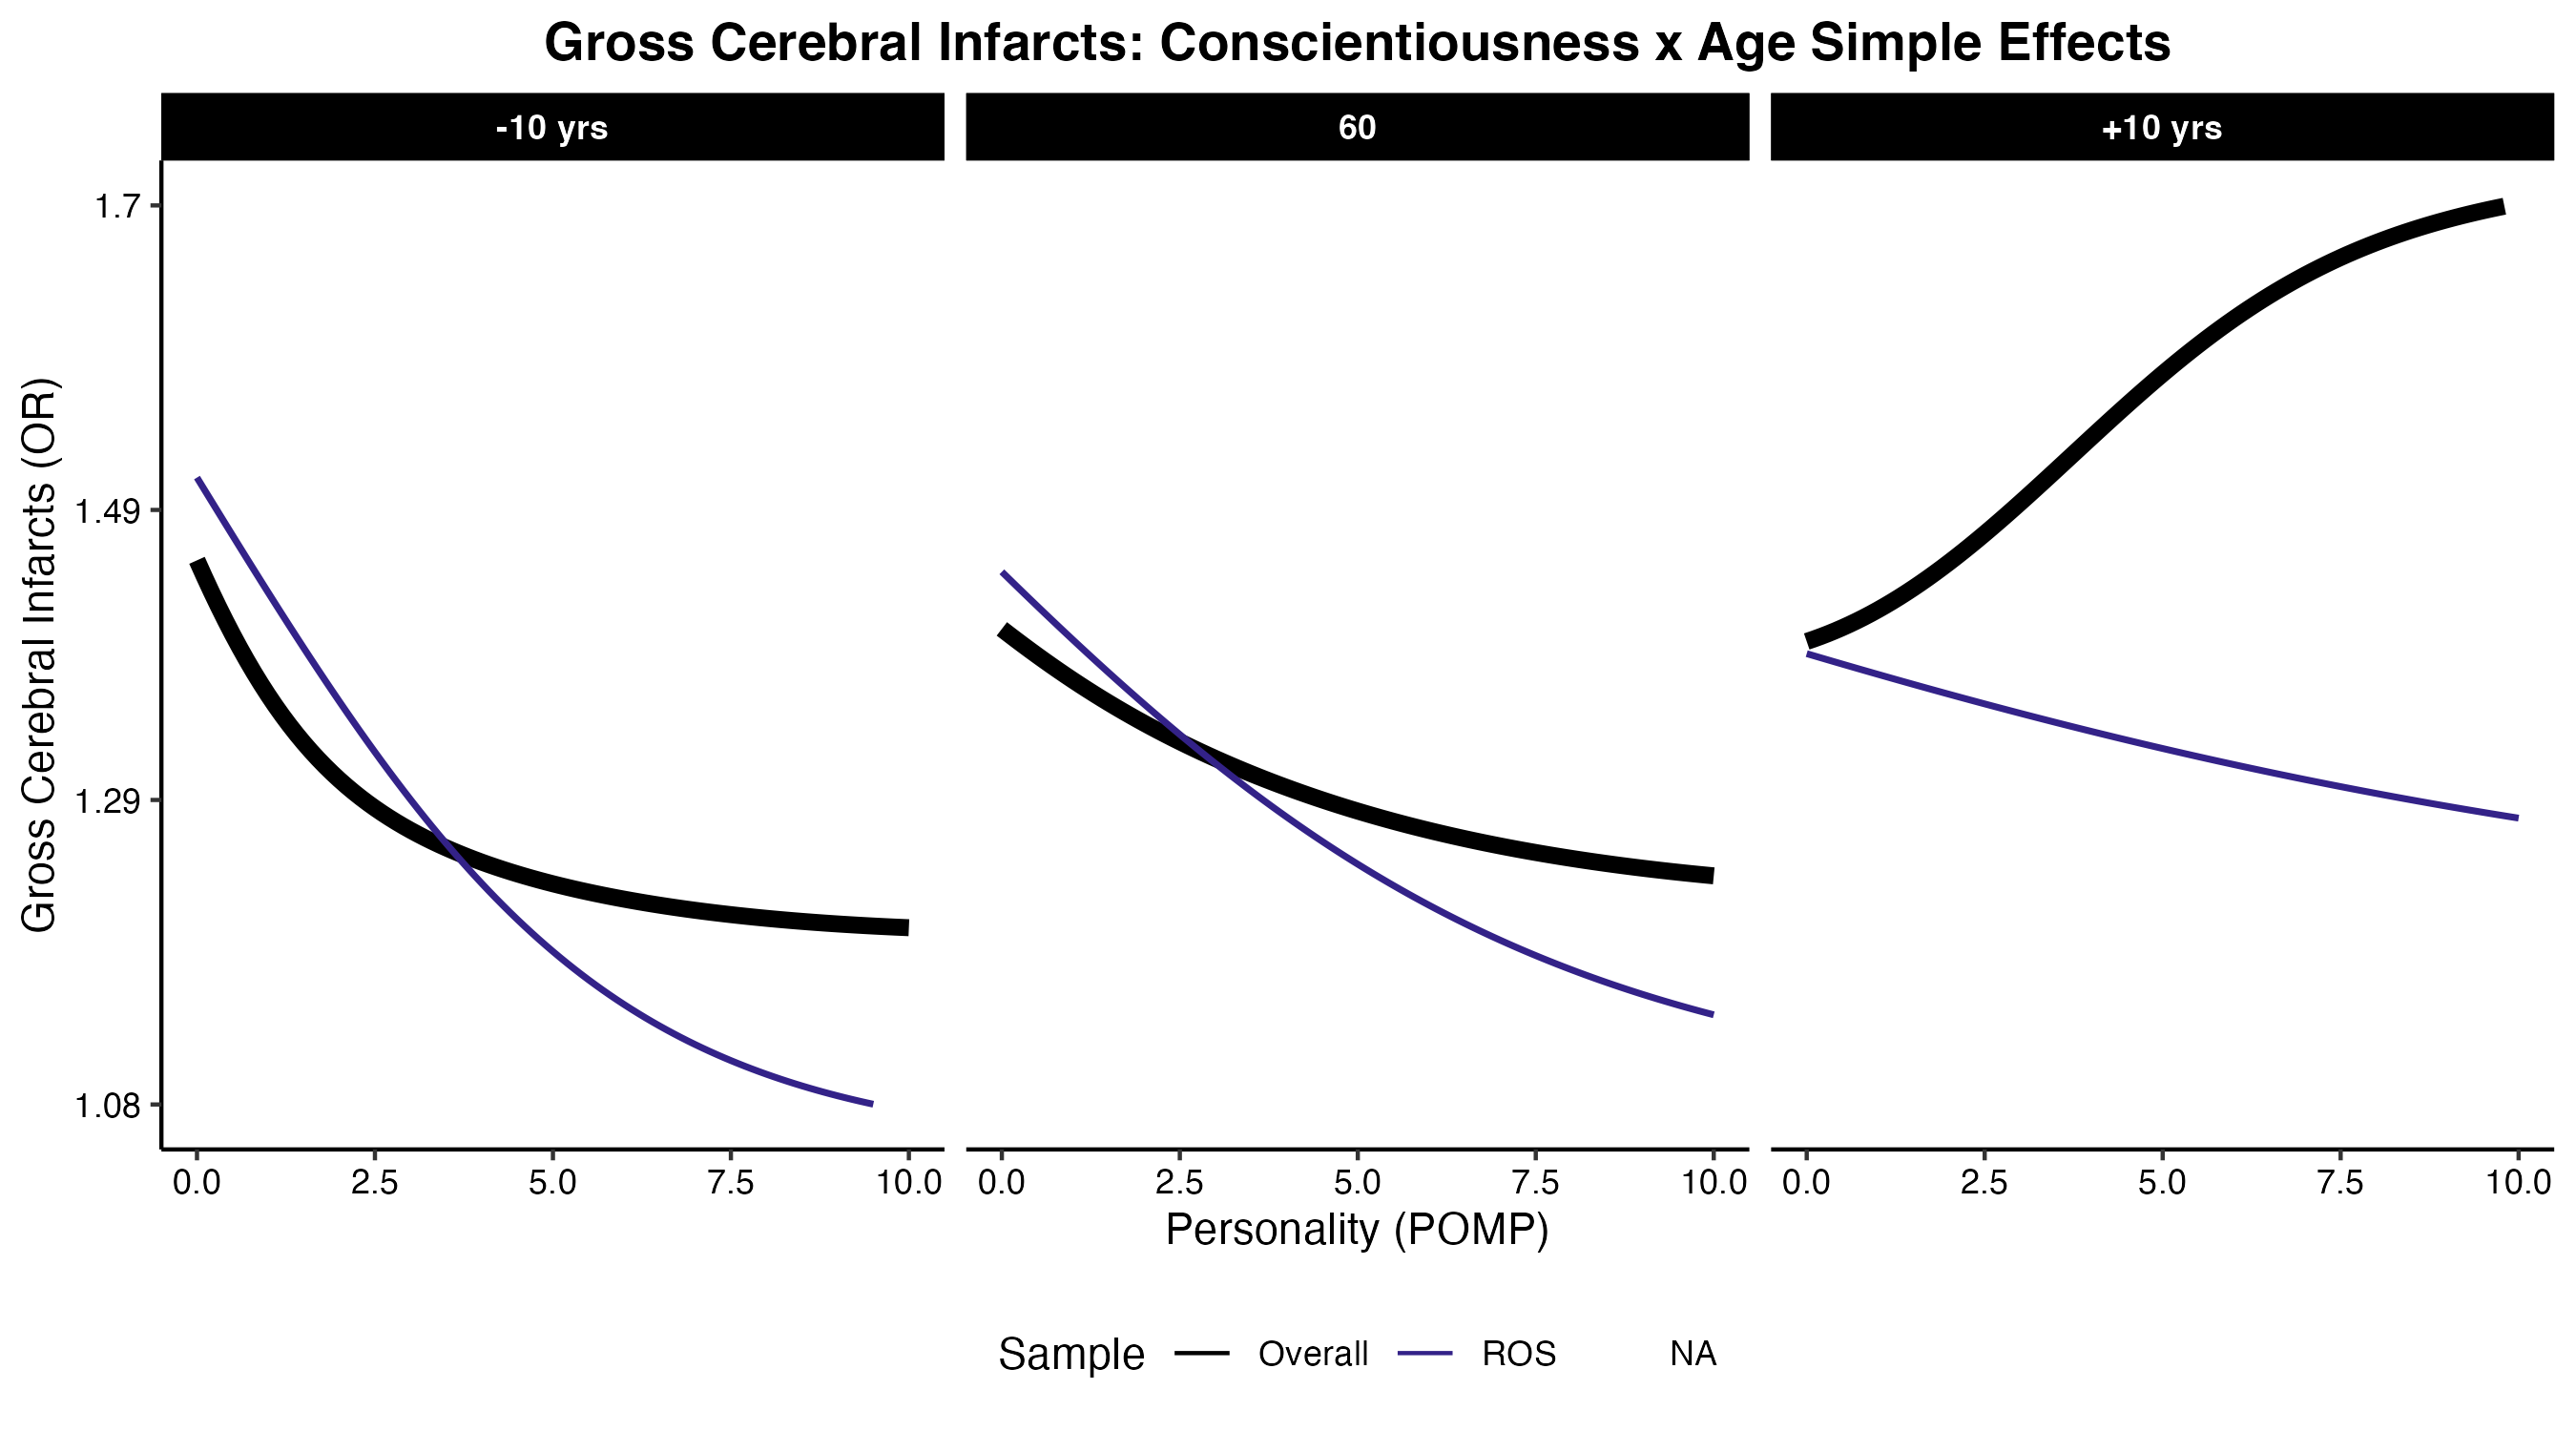 Gross Cerebral Infarcts: Conscientiousness x Age Simple Effects
-10 yrs
60
+10 yrs
Gross Cerebral Infarcts (OR)
1.7
1.49
1.29
1.08
0.0 2.5 5.0 7.5 10.0
0.0 2.5 5.0 7.5 10.0
0.0 2.5 5.0 7.5 10.0
Personality (POMP)
Sample Overall ROS NA